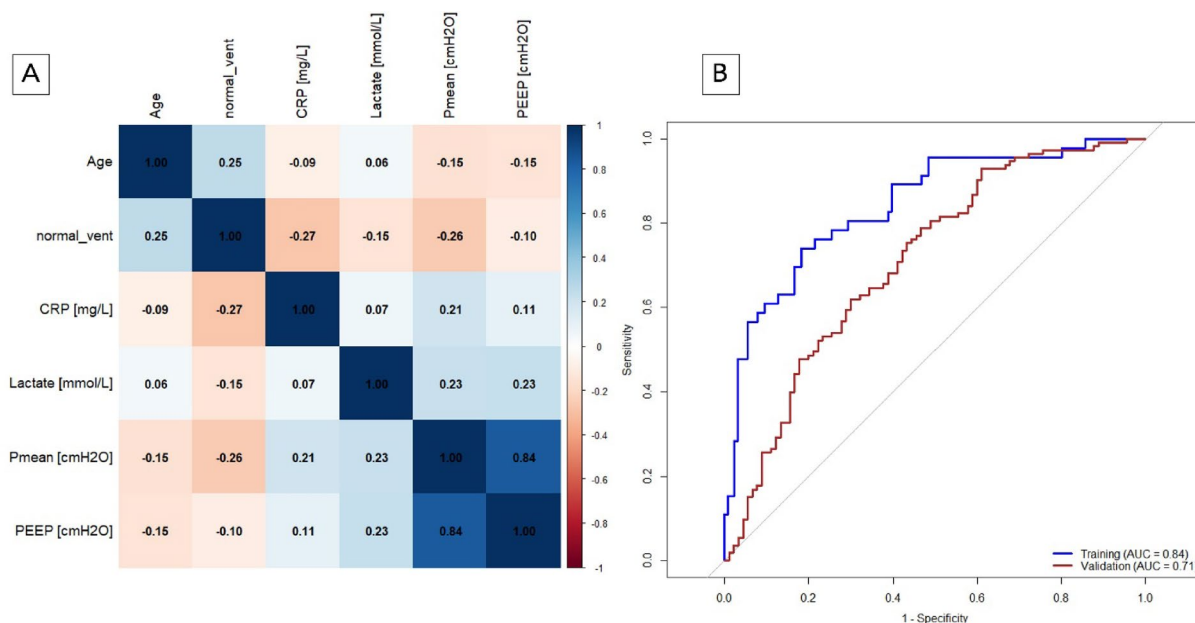 A
Age
normal_vent
CRP [mg/L]
Lactate [mmol/L]
Pmean [cmH2O]
PEEP [cmH2O]
Age 1.00 0.25 -0.09 0.06 -0.15 -0.15
normal_vent 0.25 1.00 -0.27 -0.15 -0.26 -0.10
CRP [mg/L] -0.09 -0.27 1.00 0.07 0.21 0.11
Lactate [mmol/L] 0.06 -0.15 0.07 1.00 0.23 0.23
Pmean [cmH2O] -0.15 -0.26 0.21 0.23 1.00 0.84
PEEP [cmH2O] -0.15 -0.10 0.11 0.23 0.84 1.00
1
0.8
0.6
0.4
0.2
0
-0.2
-0.4
-0.6
-0.8
-1
B
Sensitivity
1.0
0.8
0.6
0.4
0.2
0.0
Training (AUC = 0.84)
Validation (AUC = 0.71
0.0 0.2 0.4 0.6 0.8 1.0
1 - Specificity